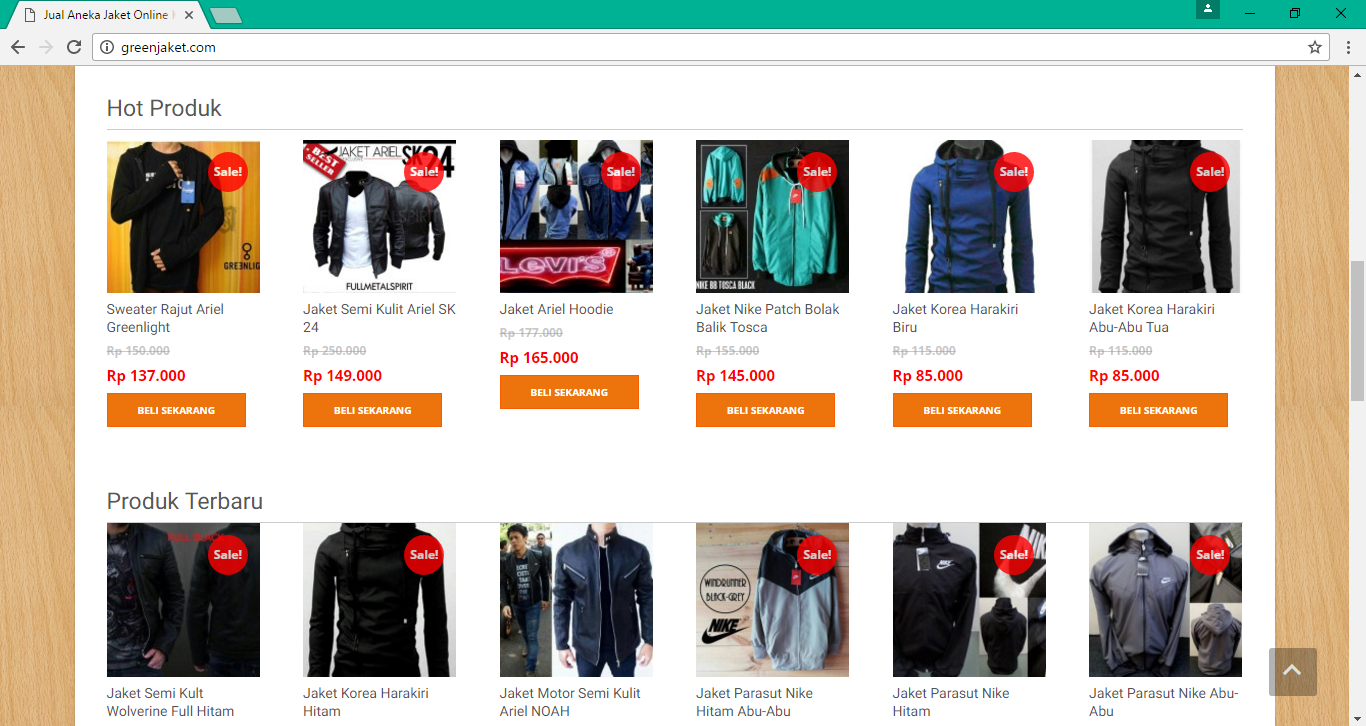 Jual Aneka Jaket Online
greenjaket.com
Hot Produk
Sale!
GREENLIG
Sweater Rajut Ariel
Greenlight
Rp 150.000
Rp 137.000
BELI SEKARANG
BEST
SELLER
JAKET ARIEL SK
Sale!
FULLMETALSPIRIT
FULLMETALSPIRIT
Jaket Semi Kulit Ariel SK
24
Rp 250.000
Rp 149.000
BELI SEKARANG
Sale!
LEVI'S
Jaket Ariel Hoodie
Rp 177.000
Rp 165.000
BELI SEKARANG
Sale!
NIKE BB TOSCA BLACK
Jaket Nike Patch Bolak
Balik Tosca
Rp 155.000
Rp 145.000
BELI SEKARANG
Sale!
Jaket Korea Harakiri
Biru
Rp 115.000
Rp 85.000
BELI SEKARANG
Sale!
Jaket Korea Harakiri
Abu-Abu Tua
Rp 115.000
Rp 85.000
BELI SEKARANG
Produk Terbaru
Sale!
Jaket Semi Kult
Wolverine Full Hitam
Sale!
Jaket Korea Harakiri
Hitam
Jaket Motor Semi Kulit
Ariel NOAH
Sale!
WINDRUNNER
BLACK-GREY
NIKE
Jaket Parasut Nike
Hitam Abu-Abu
Sale!
Jaket Parasut Nike
Hitam
Sale!
Jaket Parasut Nike Abu-
Abu